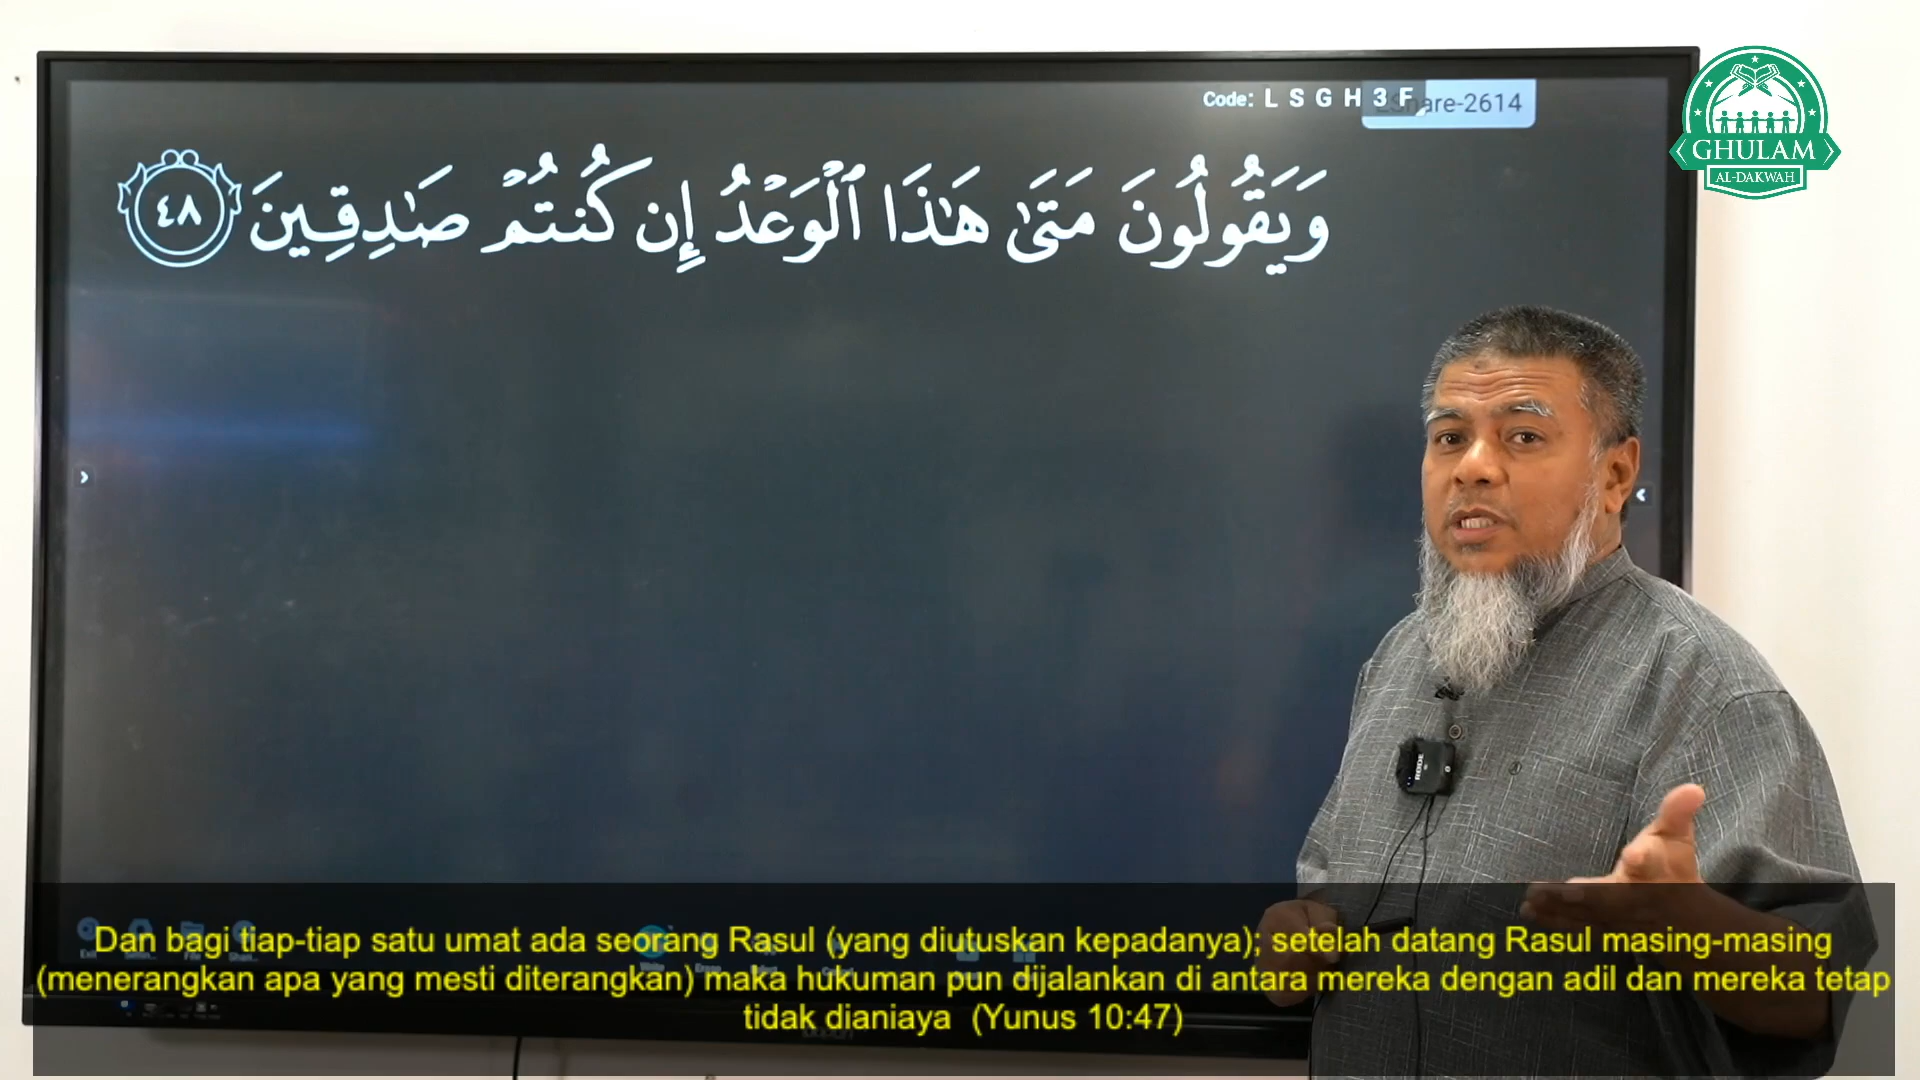 Code: L S G H 3 F
are-2614
GHULAM
AL-DAKWAH
وَيَقُولُونَ مَتَىٰ هَٰذَا ٱلْوَعْدُ إِن كُنتُمْ صَٰدِقِينَ ٤٨
RODE
Dan bagi tiap-tiap satu umat ada seorang Rasul (yang diutuskan kepadanya); setelah datang Rasul masing-masing
(menerangkan apa yang mesti diterangkan) maka hukuman pun dijalankan di antara mereka dengan adil dan mereka tetap
tidak dianiaya (Yunus 10:47)